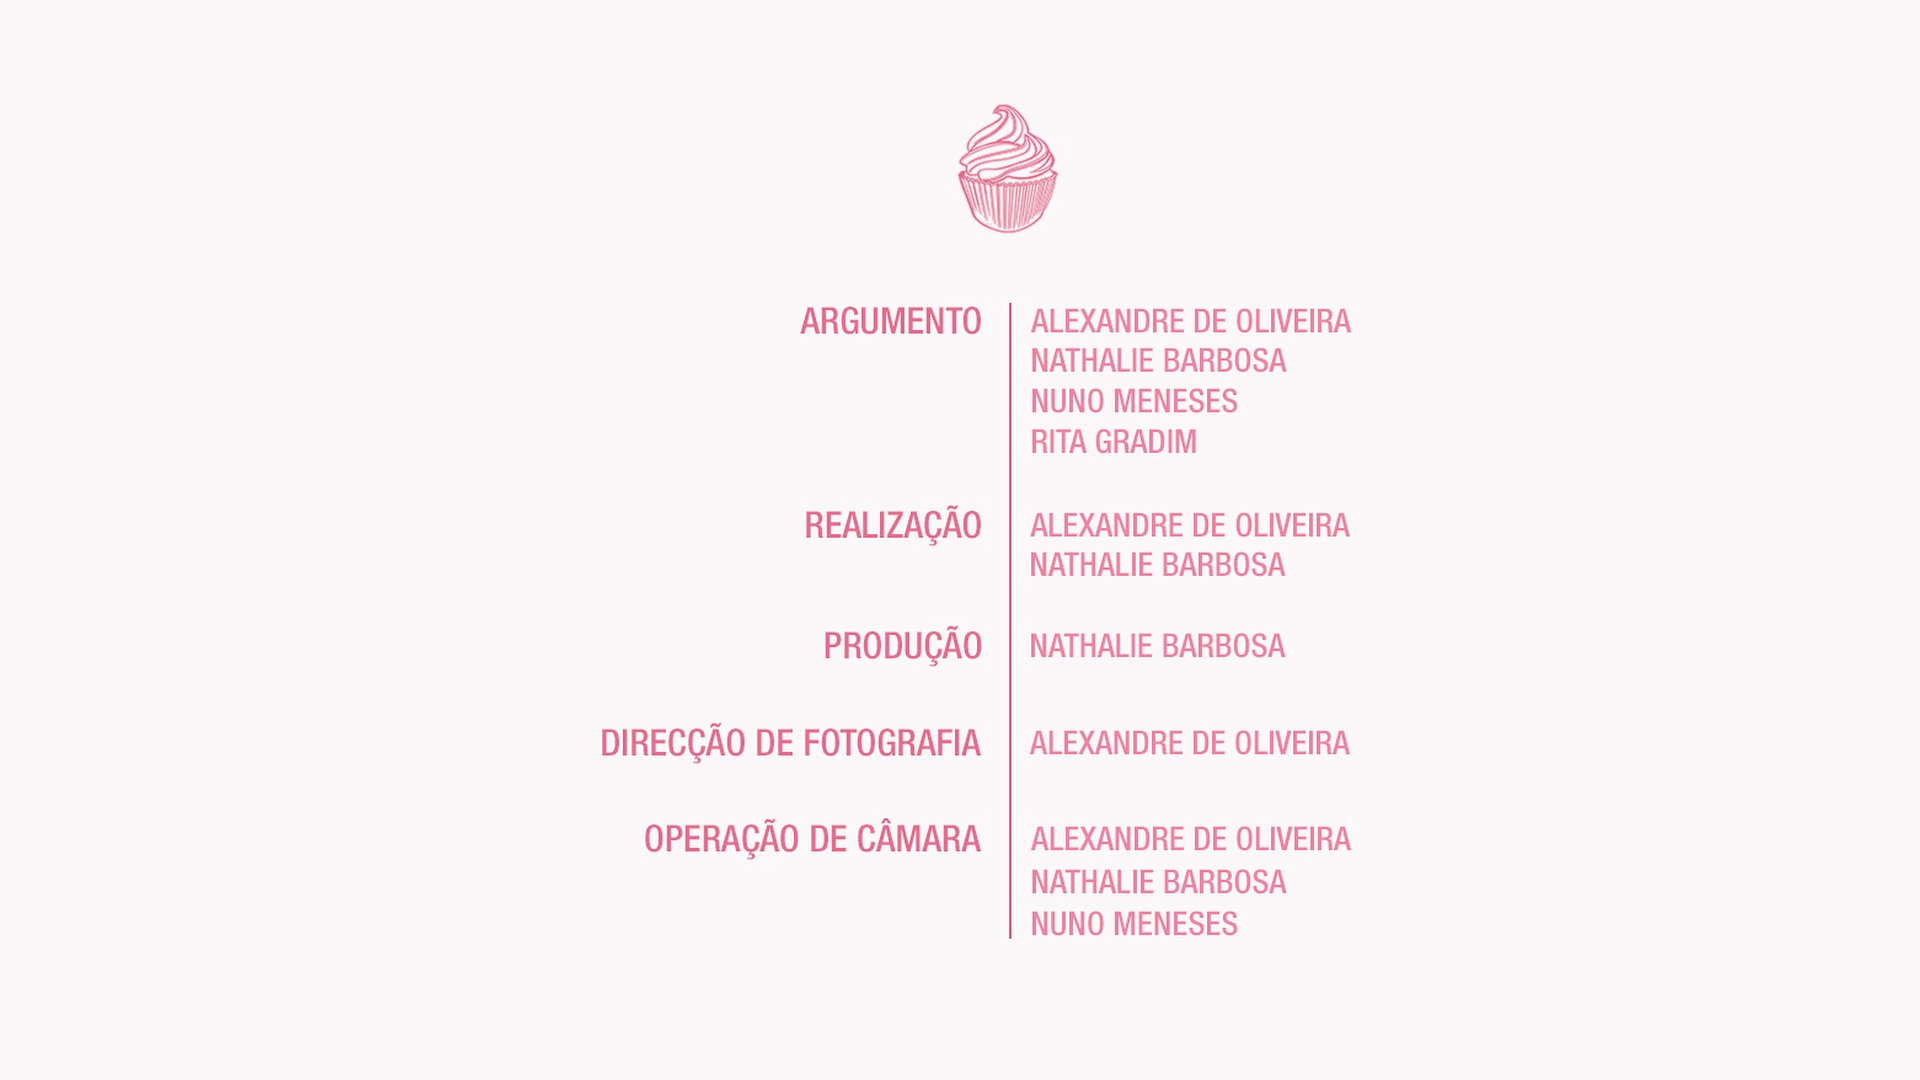 ARGUMENTO ALEXANDRE DE OLIVEIRA
NATHALIE BARBOSA
NUNO MENESES
RITA GRADIM
REALIZAÇÃO ALEXANDRE DE OLIVEIRA
NATHALIE BARBOSA
PRODUÇÃO NATHALIE BARBOSA
DIRECÇÃO DE FOTOGRAFIA ALEXANDRE DE OLIVEIRA
OPERAÇÃO DE CÂMARA ALEXANDRE DE OLIVEIRA
NATHALIE BARBOSA
NUNO MENESES